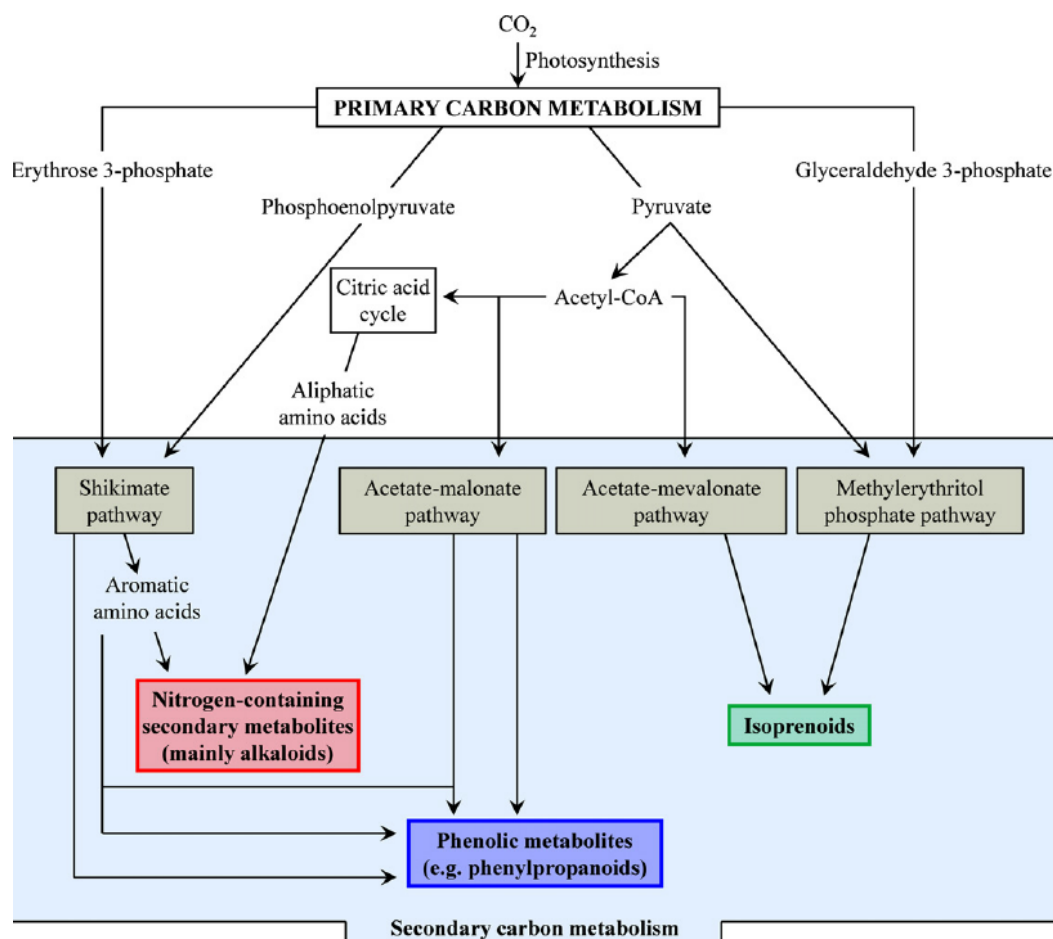 CO₂
Photosynthesis
PRIMARY CARBON METABOLISM
Erythrose 3-phosphate
Glyceraldehyde 3-phosphate
Phosphoenolpyruvate
Pyruvate
Citric acid
cycle
Acetyl-CoA
Aliphatic
amino acids
Shikimate
pathway
Acetate-malonate
pathway
Acetate-mevalonate
pathway
Methylerythritol
phosphate pathway
Aromatic
amino acids
Nitrogen-containing
secondary metabolites
(mainly alkaloids)
Isoprenoids
Phenolic metabolites
(e.g. phenylpropanoids)
Secondary carbon metabolism